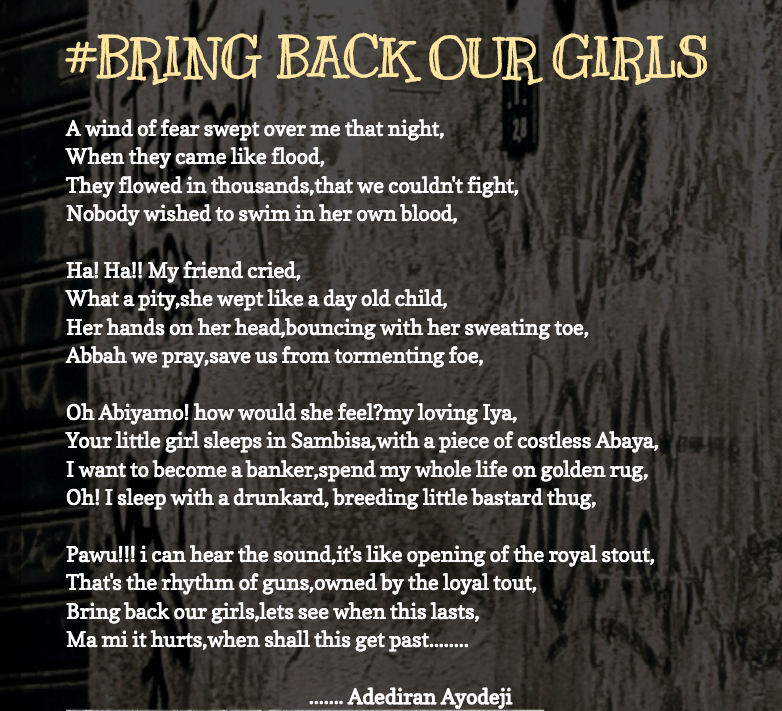 #BRING BACK OUR GIRLS
28
A wind of fear swept over me that night,
When they came like flood,
They flowed in thousands,that we couldn't fight,
Nobody wished to swim in her own blood,
Ha! Ha!! My friend cried,
What a pity,she wept like a day old child,
Her hands on her head,bouncing with her sweating toe,
Abbah we pray,save us from tormenting foe,
Oh Abiyamo! how would she feel?my loving Iya,
Your little girl sleeps in Sambisa,with a piece of costless Abaya,
I want to become a banker,spend my whole life on golden rug,
Oh! I sleep with a drunkard, breeding little bastard thug,
Pawu!!! i can hear the sound,it's like opening of the royal stout,
That's the rhythm of guns,owned by the loyal tout,
Bring back our girls,lets see when this lasts,
Ma mi it hurts,when shall this get past........
....... Adediran Ayodeji